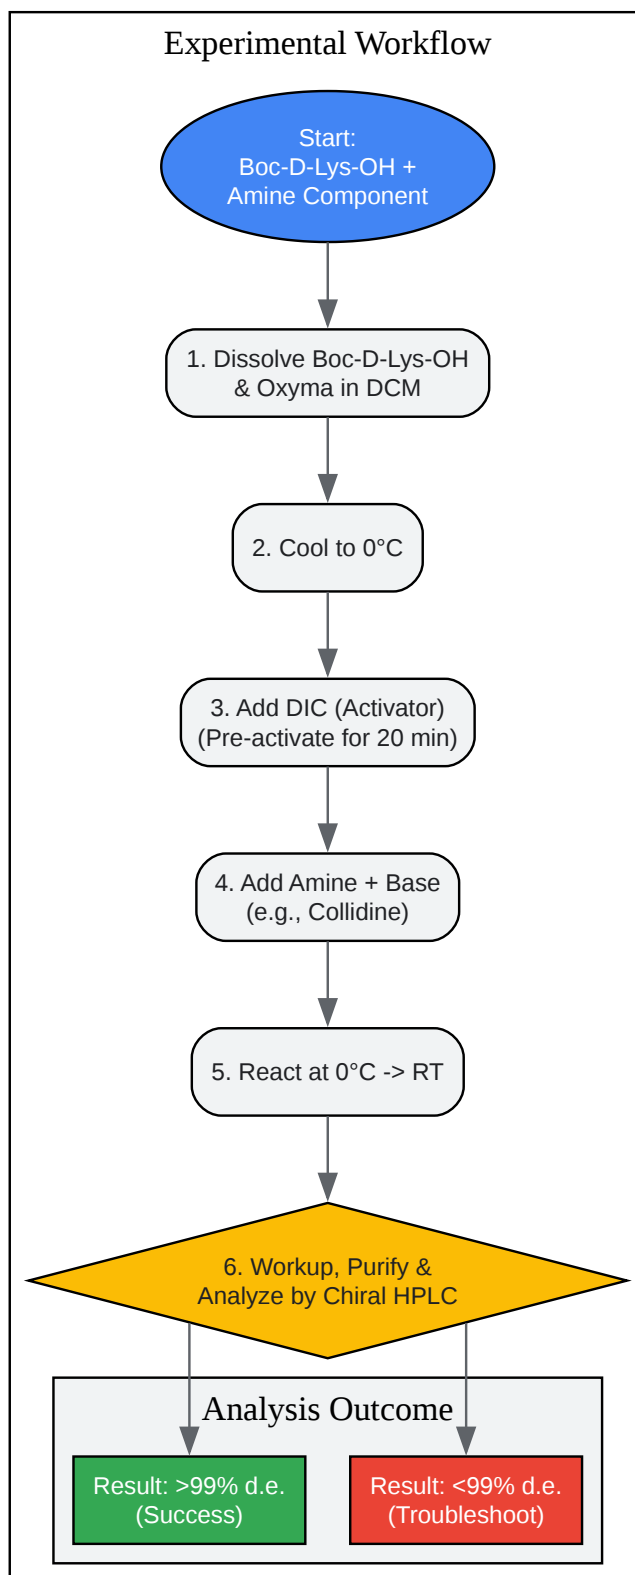 Experimental Workflow
Start:
Boc-D-Lys-OH +
Amine Component
1. Dissolve Boc-D-Lys-OH
& Oxyma in DCM
2. Cool to 0°C
3. Add DIC (Activator)
(Pre-activate for 20 min)
4. Add Amine + Base
(e.g., Collidine)
5. React at 0°C -> RT
6. Workup, Purify &
Analyze by Chiral HPLC
Analysis Outcome
Result: >99% d.e.
(Success)
Result: <99% d.e.
(Troubleshoot)